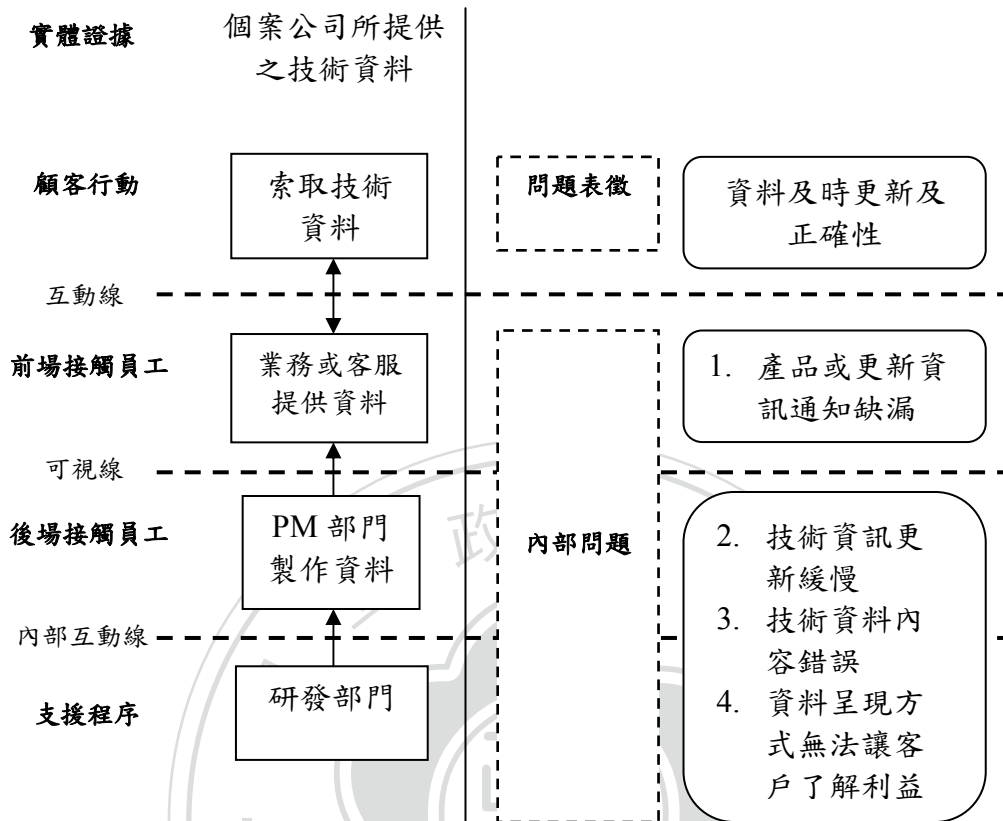 實體證據
個案公司所提供
之技術資料
顧客行動
索取技術
資料
問題表徵
資料及時更新及
正確性
互動線
前場接觸員工
業務或客服
提供資料
1. 產品或更新資
訊通知缺漏
可視線
後場接觸員工
PM 部門
製作資料
政
內部問題
2. 技術資訊更
新緩慢
3. 技術資料內
容錯誤
4. 資料呈現方
式無法讓客
戶了解利益
內部互動線
支援程序
研發部門